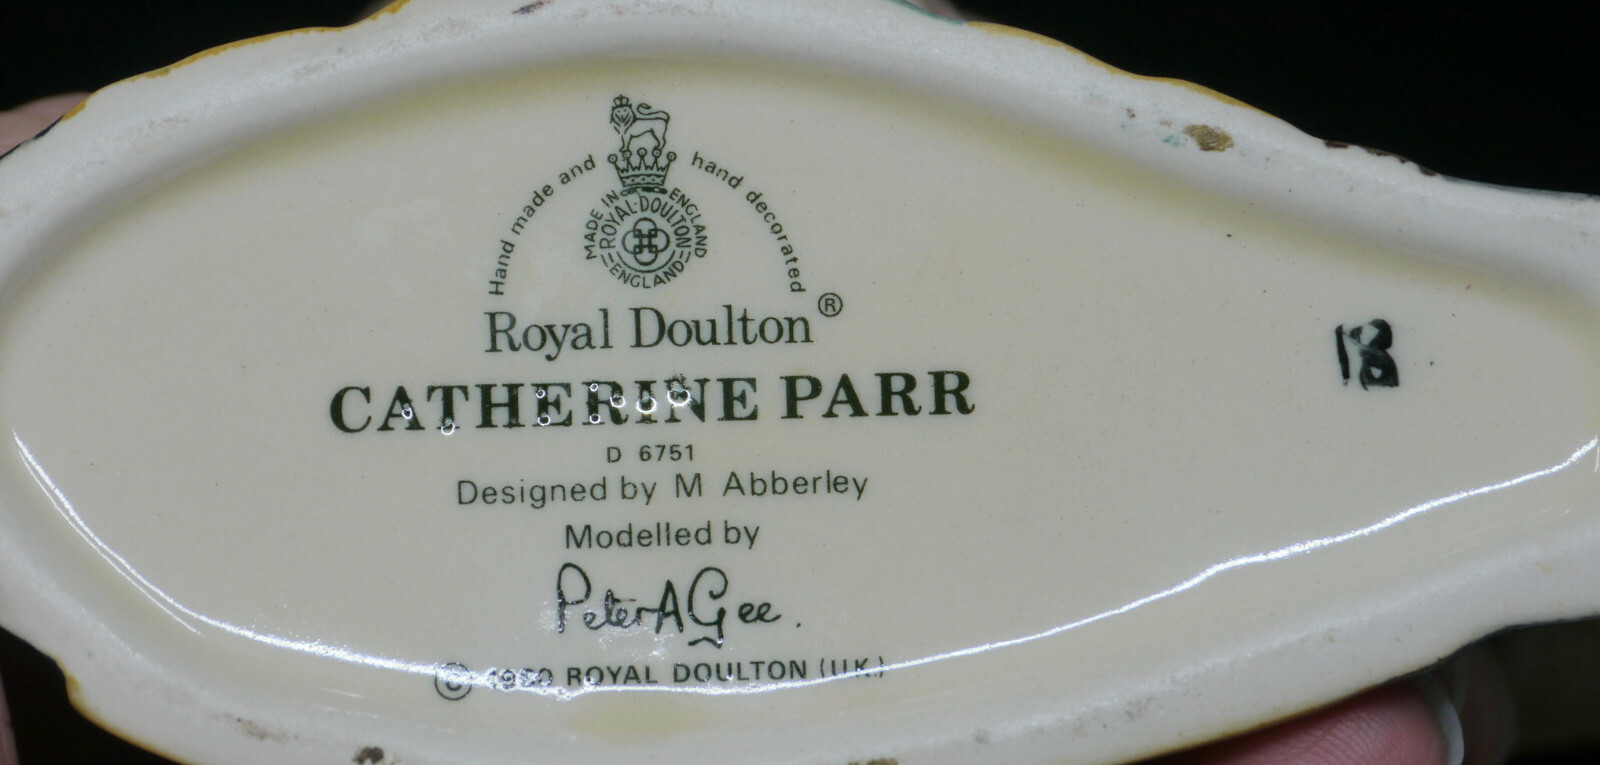 Hand made and hand decorated
MADE IN ENGLAND
ROYAL·DOULTON
ENGLAND
Royal Doulton®
CATHERINE PARR
D 6751
Designed by M Abberley
Modelled by
Peter A Gee.
© ROYAL DOULTON (U.K.)